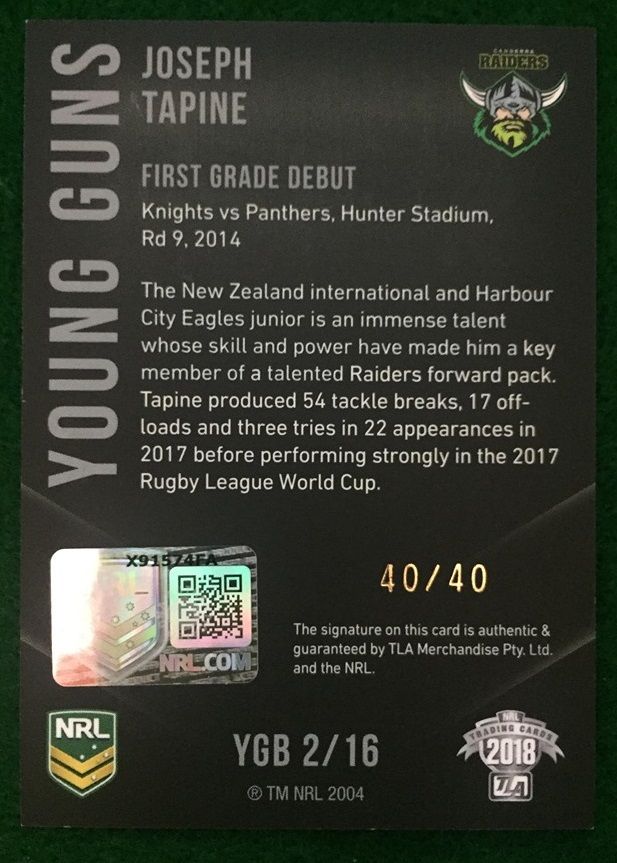 YOUNG GUNS
JOSEPH
TAPINE
CANBERRA
RAIDERS
FIRST GRADE DEBUT
Knights vs Panthers, Hunter Stadium,
Rd 9, 2014
The New Zealand international and Harbour
City Eagles junior is an immense talent
whose skill and power have made him a key
member of a talented Raiders forward pack.
Tapine produced 54 tackle breaks, 17 off-
loads and three tries in 22 appearances in
2017 before performing strongly in the 2017
Rugby League World Cup.
X91574FA
NRL
NRL.COM
40/40
The signature on this card is authentic &
guaranteed by TLA Merchandise Pty. Ltd.
and the NRL.
NRL
YGB 2/16
® TM NRL 2004
NRL
TRADING CARDS
2018
TLA